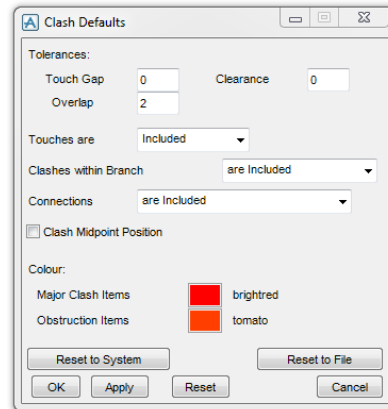 Clash Defaults
Tolerances:
Touch Gap 0 Clearance 0
Overlap 2
Touches are Included
Clashes within Branch are Included
Connections are Included
Clash Midpoint Position
Colour:
Major Clash Items brightred
Obstruction Items tomato
Reset to System Reset to File
OK Apply Reset Cancel